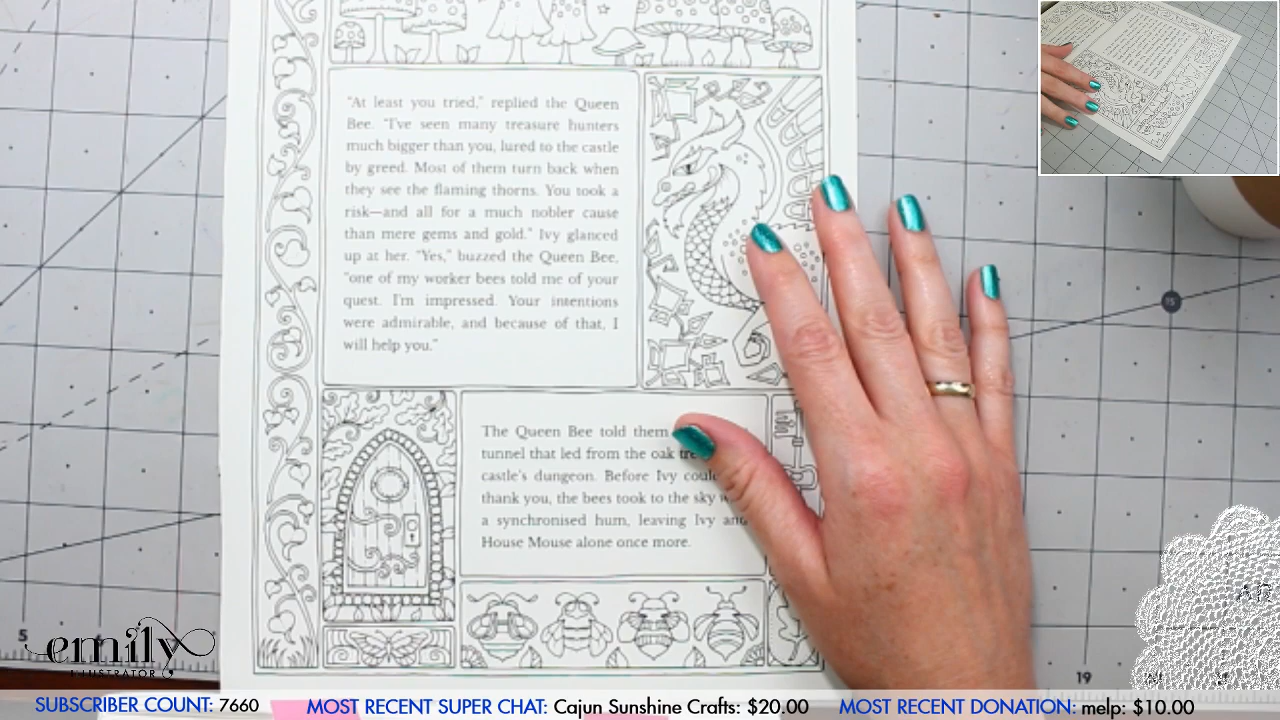 "At least you tried," replied the Queen
Bee. "I've seen many treasure hunters
much bigger than you, lured to the castle
by greed. Most of them turn back when
they see the flaming thorns. You took a
risk—and all for a much nobler cause
than mere gems and gold." Ivy glanced
up at her. "Yes," buzzed the Queen Bee,
"one of my worker bees told me of your
quest. I'm impressed. Your intentions
were admirable, and because of that, I
will help you."
The Queen Bee told them
tunnel that led from the oak
castle's dungeon. Before Ivy
thank you, the bees took to the sky
a synchronised hum, leaving Ivy and
House Mouse alone once more.
15
5
19
emily
ILLUSTRATOR
SUBSCRIBER COUNT: 7660
MOST RECENT SUPER CHAT: Cajun Sunshine Crafts: $20.00
MOST RECENT DONATION: melp: $10.00